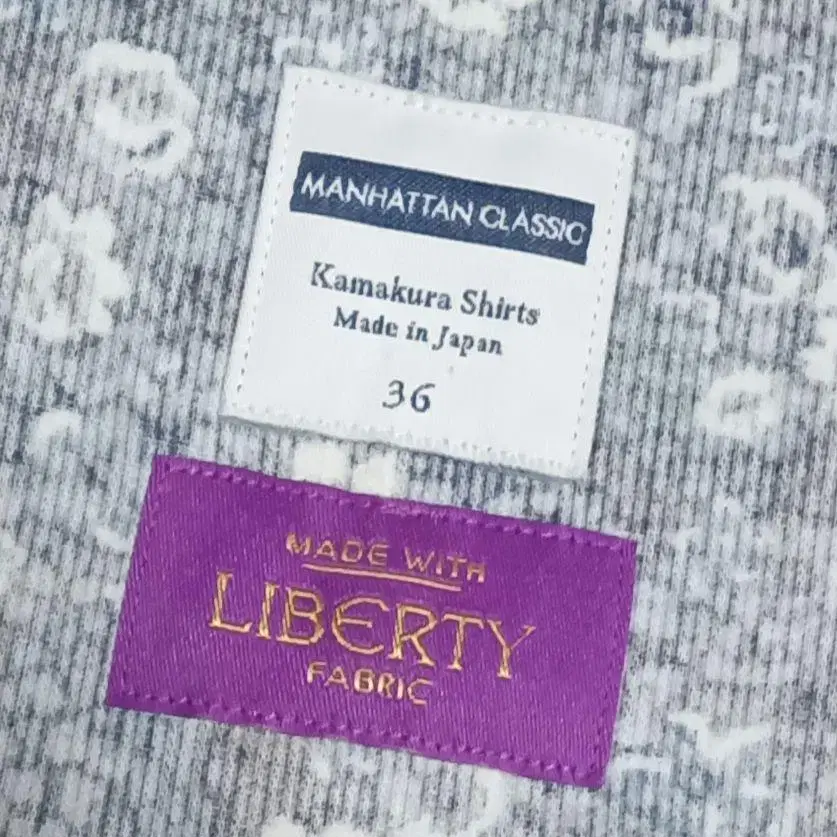 MANHATTAN CLASSIC
Kamakura Shirts
Made in Japan
36
MADE WITH
LIBERTY
FABRIC